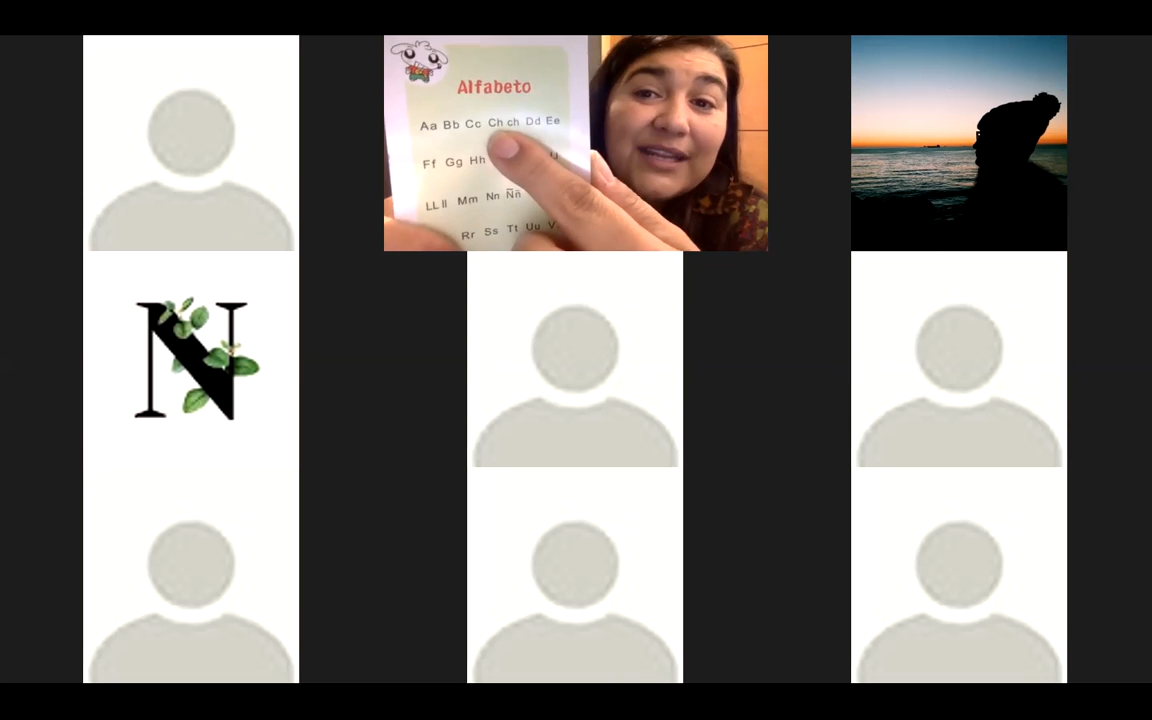 Alfabeto
Aa Bb Cc Ch ch Dd Ee
Ff Gg Hh
LL ll Mm Nn Ññ
Rr Ss Tt Uu V
N